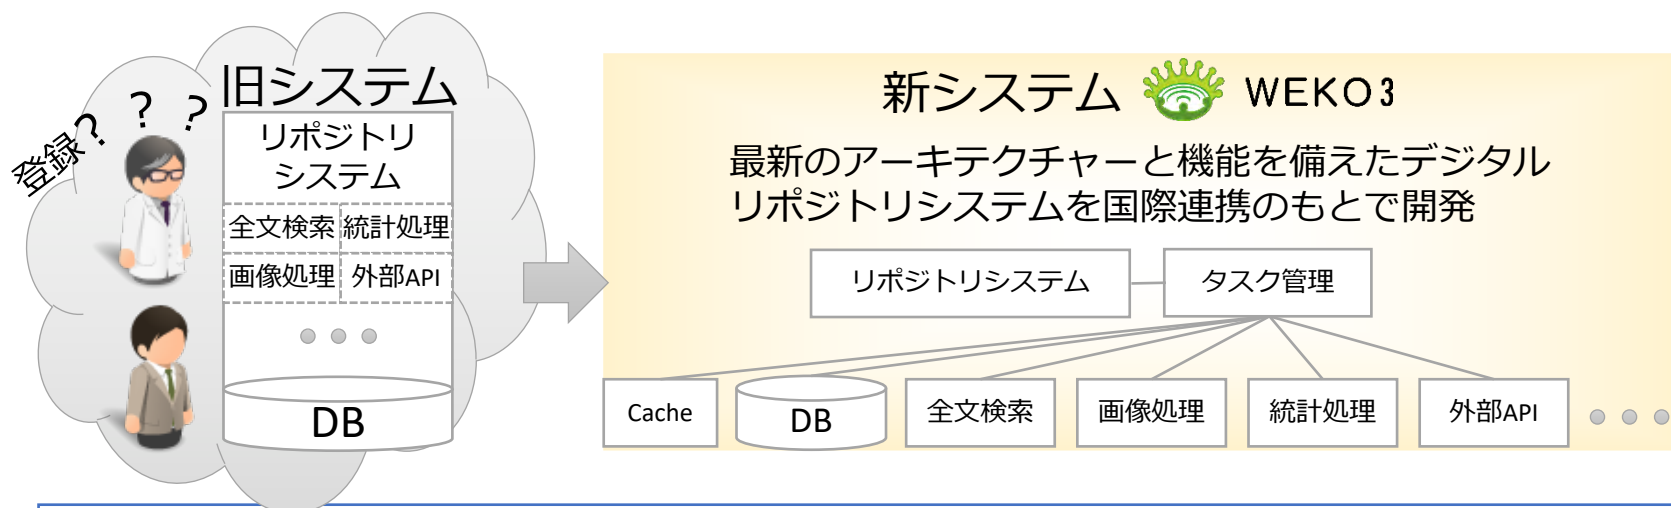 旧システム
登録？？？
リポジトリ
システム
全文検索 統計処理
画像処理 外部API
DB
新システム WEKO3
最新のアーキテクチャーと機能を備えたデジタル
リポジトリシステムを国際連携のもとで開発
リポジトリシステム タスク管理
Cache DB 全文検索 画像処理 統計処理 外部API